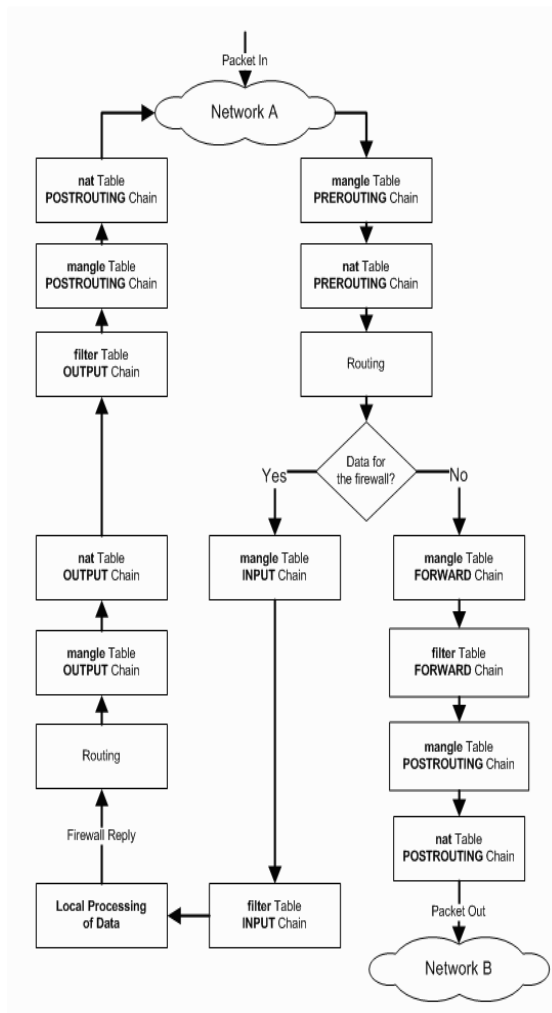 Packet In
Network A
nat Table
POSTROUTING Chain
mangle Table
PREROUTING Chain
mangle Table
POSTROUTING Chain
nat Table
PREROUTING Chain
filter Table
OUTPUT Chain
Routing
Data for
the firewall?
Yes
No
nat Table
OUTPUT Chain
mangle Table
INPUT Chain
mangle Table
FORWARD Chain
mangle Table
OUTPUT Chain
filter Table
FORWARD Chain
Routing
mangle Table
POSTROUTING Chain
Firewall Reply
nat Table
POSTROUTING Chain
Local Processing
of Data
filter Table
INPUT Chain
Packet Out
Network B